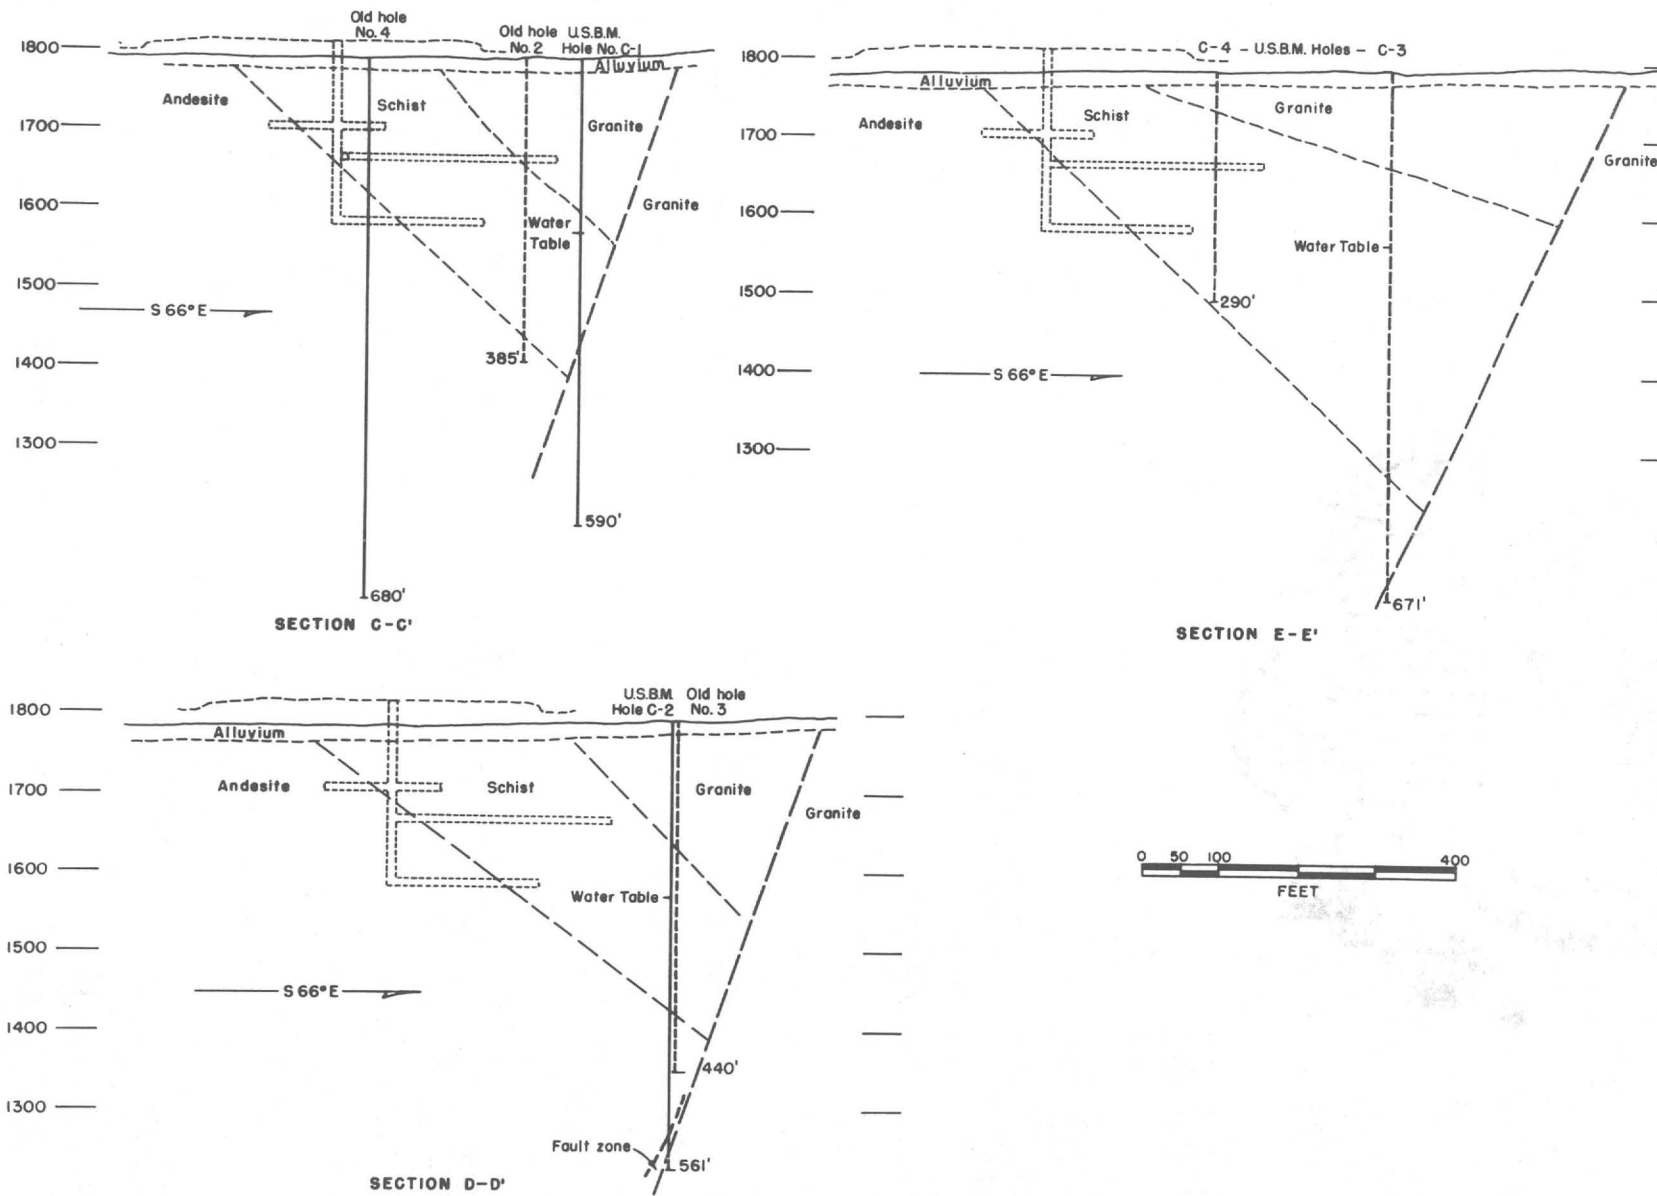 Old hole
No. 4
Old hole
No. 2
U.S.B.M.
Hole No. C-1
1800
Alluvium
Andesite
Schist
1700
Granite
1600
Granite
Water
Table
1500
S 66° E
1400
385'
1300
590'
680'
SECTION C-C'
C-4 - U.S.B.M. Holes - C-3
1800
Alluvium
Granite
Schist
Andesite
1700
Granite
1600
Water Table
1500
290'
1400
S 66° E
1300
671'
SECTION E-E'
U.S.B.M.
Hole C-2
Old hole
No. 3
1800
Alluvium
Andesite
Schist
Granite
1700
Granite
1600
Water Table
1500
S 66° E
1400
440'
1300
Fault zone
561'
SECTION D-D'
0 50 100 400
FEET